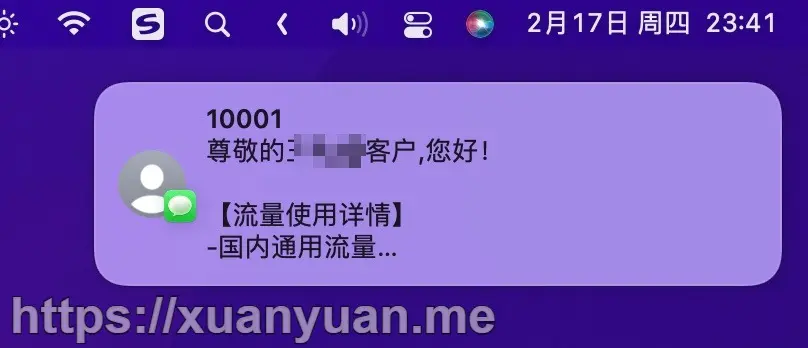 2月17日 周四 23:41
10001
尊敬的王 客户,您好!
【流量使用详情】
-国内通用流量...
https://xuanyuan.me